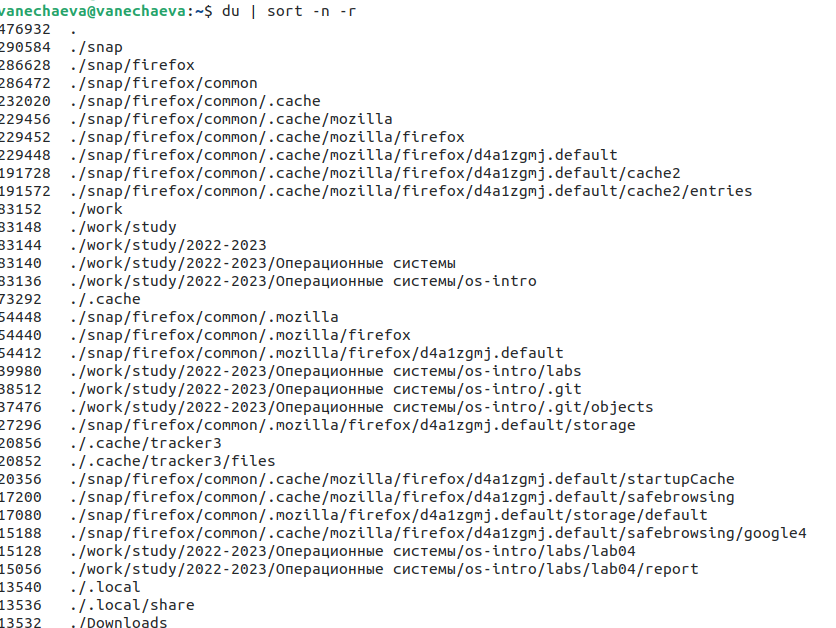 vanechaeva@vanechaeva:~$ du | sort -n -r
476932 .
290584 ./snap
286628 ./snap/firefox
286472 ./snap/firefox/common
232020 ./snap/firefox/common/.cache
229456 ./snap/firefox/common/.cache/mozilla
229452 ./snap/firefox/common/.cache/mozilla/firefox
229448 ./snap/firefox/common/.cache/mozilla/firefox/d4a1zgmj.default
191728 ./snap/firefox/common/.cache/mozilla/firefox/d4a1zgmj.default/cache2
191572 ./snap/firefox/common/.cache/mozilla/firefox/d4a1zgmj.default/cache2/entries
83152 ./work
83148 ./work/study
83144 ./work/study/2022-2023
83140 ./work/study/2022-2023/Операционные системы
83136 ./work/study/2022-2023/Операционные системы/os-intro
73292 ./.cache
54448 ./snap/firefox/common/.mozilla
54440 ./snap/firefox/common/.mozilla/firefox
54412 ./snap/firefox/common/.mozilla/firefox/d4a1zgmj.default
39980 ./work/study/2022-2023/Операционные системы/os-intro/labs
38512 ./work/study/2022-2023/Операционные системы/os-intro/.git
37476 ./work/study/2022-2023/Операционные системы/os-intro/.git/objects
27296 ./snap/firefox/common/.mozilla/firefox/d4a1zgmj.default/storage
20856 ./.cache/tracker3
20852 ./.cache/tracker3/files
20356 ./snap/firefox/common/.cache/mozilla/firefox/d4a1zgmj.default/startupCache
17200 ./snap/firefox/common/.cache/mozilla/firefox/d4a1zgmj.default/safebrowsing
17080 ./snap/firefox/common/.mozilla/firefox/d4a1zgmj.default/storage/default
15188 ./snap/firefox/common/.cache/mozilla/firefox/d4a1zgmj.default/safebrowsing/google4
15128 ./work/study/2022-2023/Операционные системы/os-intro/labs/lab04
15056 ./work/study/2022-2023/Операционные системы/os-intro/labs/lab04/report
13540 ./.local
13536 ./.local/share
13532 ./Downloads